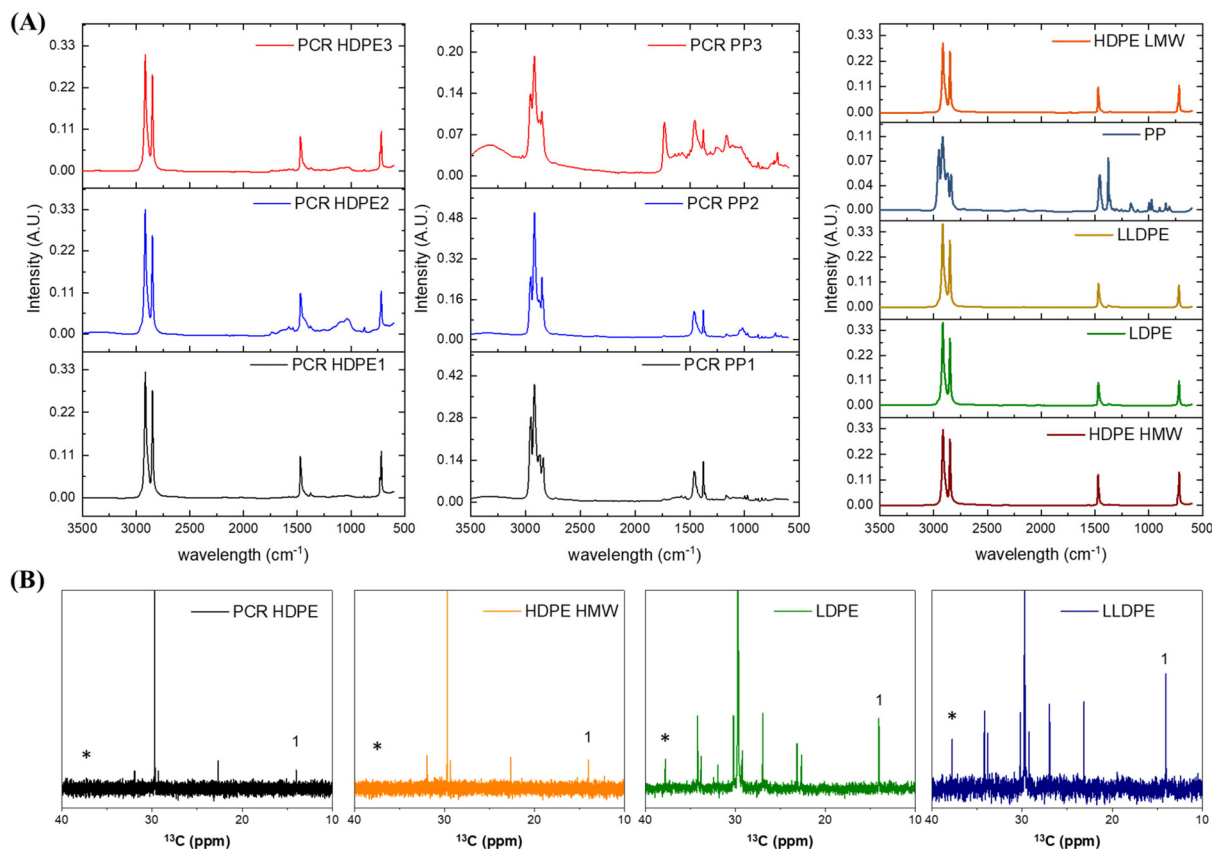 (A)
Intensity (A.U.)
PCR HDPE3
0.33
0.22
0.11
0.00
PCR HDPE2
0.33
0.22
0.11
0.00
PCR HDPE1
0.33
0.22
0.11
0.00
3500 3000 2500 2000 1500 1000 500
wavelength (cm-1)
Intensity (A.U.)
PCR PP3
0.20
0.13
0.07
0.00
PCR PP2
0.48
0.32
0.16
0.00
PCR PP1
0.42
0.28
0.14
0.00
3500 3000 2500 2000 1500 1000 500
wavelength (cm-1)
Intensity (A.U.)
HDPE LMW
0.33
0.22
0.11
0.00
PP
0.11
0.07
0.04
0.00
LLDPE
0.33
0.22
0.11
0.00
LDPE
0.33
0.22
0.11
0.00
HDPE HMW
0.33
0.22
0.11
0.00
3500 3000 2500 2000 1500 1000 500
wavelength (cm-1)
(B)
PCR HDPE
* 1
40 30 20 10
13C (ppm)
HDPE HMW
* 1
40 30 20 10
13C (ppm)
LDPE
* 1
40 30 20 10
13C (ppm)
LLDPE
* 1
40 30 20 10
13C (ppm)